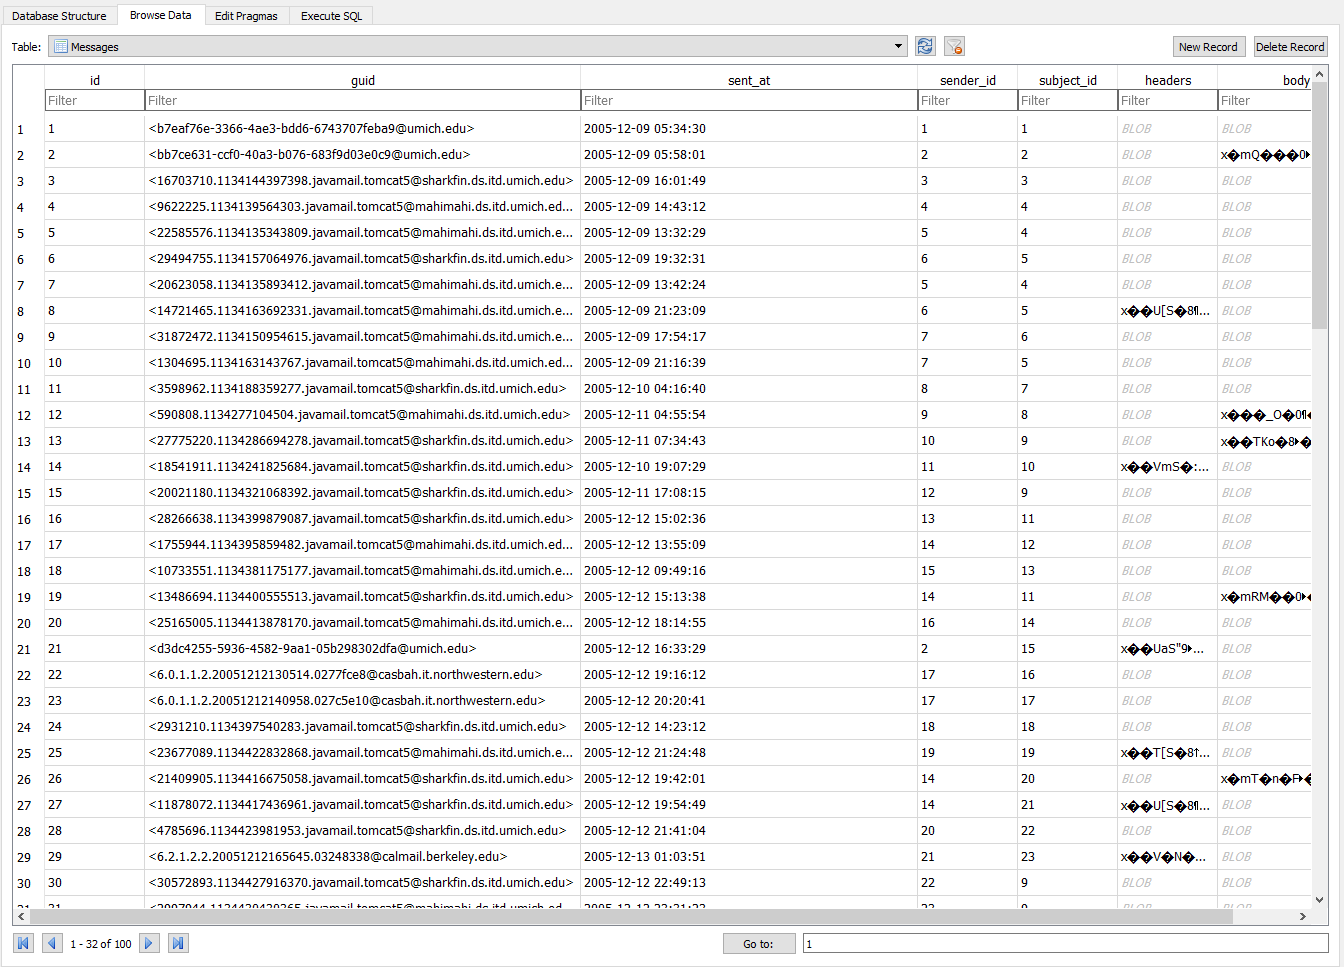 Database Structure Browse Data Edit Pragmas Execute SQL
Table: Messages New Record Delete Record
id guid sent_at sender_id subject_id headers body
Filter Filter Filter Filter Filter Filter Filter
1 1 <b7eaf76e-3366-4ae3-bdd6-6743707feba9@umich.edu> 2005-12-09 05:34:30 1 1 BLOB BLOB
2 2 <bb7ce631-ccf0-40a3-b076-683f9d03e0c9@umich.edu> 2005-12-09 05:58:01 2 2 BLOB x�mQ���0
3 3 <16703710.1134144397398.javamail.tomcat5@sharkfin.ds.itd.umich.edu> 2005-12-09 16:01:49 3 3 BLOB BLOB
4 4 <9622225.1134139564303.javamail.tomcat5@mahimahi.ds.itd.umich.ed... 2005-12-09 14:43:12 4 4 BLOB BLOB
5 5 <22585576.1134135343809.javamail.tomcat5@mahimahi.ds.itd.umich.e... 2005-12-09 13:32:29 5 4 BLOB BLOB
6 6 <29494755.1134157064976.javamail.tomcat5@sharkfin.ds.itd.umich.edu> 2005-12-09 19:32:31 6 5 BLOB BLOB
7 7 <20623058.1134135893412.javamail.tomcat5@mahimahi.ds.itd.umich.e... 2005-12-09 13:42:24 5 4 BLOB BLOB
8 8 <14721465.1134163692331.javamail.tomcat5@mahimahi.ds.itd.umich.e... 2005-12-09 21:23:09 6 5 x��U[S�8¶... BLOB
9 9 <31872472.1134150954615.javamail.tomcat5@sharkfin.ds.itd.umich.edu> 2005-12-09 17:54:17 7 6 BLOB BLOB
10 10 <1304695.1134163143767.javamail.tomcat5@mahimahi.ds.itd.umich.ed... 2005-12-09 21:16:39 7 5 BLOB BLOB
11 11 <3598962.1134188359277.javamail.tomcat5@sharkfin.ds.itd.umich.edu> 2005-12-10 04:16:40 8 7 BLOB BLOB
12 12 <590808.1134277104504.javamail.tomcat5@mahimahi.ds.itd.umich.edu> 2005-12-11 04:55:54 9 8 BLOB x���_O�0¶
13 13 <27775220.1134286694278.javamail.tomcat5@sharkfin.ds.itd.umich.edu> 2005-12-11 07:34:43 10 9 BLOB x��TKo�8
14 14 <18541911.1134241825684.javamail.tomcat5@sharkfin.ds.itd.umich.edu> 2005-12-10 19:07:29 11 10 x��VmS�:... BLOB
15 15 <20021180.1134321068392.javamail.tomcat5@sharkfin.ds.itd.umich.edu> 2005-12-11 17:08:15 12 9 BLOB BLOB
16 16 <28266638.1134399879087.javamail.tomcat5@sharkfin.ds.itd.umich.edu> 2005-12-12 15:02:36 13 11 BLOB BLOB
17 17 <1755944.1134395859482.javamail.tomcat5@mahimahi.ds.itd.umich.ed... 2005-12-12 13:55:09 14 12 BLOB BLOB
18 18 <10733551.1134381175177.javamail.tomcat5@mahimahi.ds.itd.umich.e... 2005-12-12 09:49:16 15 13 BLOB BLOB
19 19 <13486694.1134400555513.javamail.tomcat5@sharkfin.ds.itd.umich.edu> 2005-12-12 15:13:38 14 11 BLOB x�mRM��0
20 20 <25165005.1134413878170.javamail.tomcat5@mahimahi.ds.itd.umich.e... 2005-12-12 18:14:55 16 14 BLOB BLOB
21 21 <d3dc4255-5936-4582-9aa1-05b298302dfa@umich.edu> 2005-12-12 16:33:29 2 15 x��UaS"9... BLOB
22 22 <6.0.1.1.2.20051212130514.0277fce8@casbah.it.northwestern.edu> 2005-12-12 19:16:12 17 16 BLOB BLOB
23 23 <6.0.1.1.2.20051212140958.027c5e10@casbah.it.northwestern.edu> 2005-12-12 20:20:41 17 17 BLOB BLOB
24 24 <2931210.1134397540283.javamail.tomcat5@sharkfin.ds.itd.umich.edu> 2005-12-12 14:23:12 18 18 BLOB BLOB
25 25 <23677089.1134422832868.javamail.tomcat5@mahimahi.ds.itd.umich.e... 2005-12-12 21:24:48 19 19 x��T[S�8↑... BLOB
26 26 <21409905.1134416675058.javamail.tomcat5@sharkfin.ds.itd.umich.edu> 2005-12-12 19:42:01 14 20 BLOB x�mT�n�F
27 27 <11878072.1134417436961.javamail.tomcat5@sharkfin.ds.itd.umich.edu> 2005-12-12 19:54:49 14 21 x��U[S�8¶... BLOB
28 28 <4785696.1134423981953.javamail.tomcat5@sharkfin.ds.itd.umich.edu> 2005-12-12 21:41:04 20 22 BLOB BLOB
29 29 <6.2.1.2.2.20051212165645.03248338@calmail.berkeley.edu> 2005-12-13 01:03:51 21 23 x��V�N�... BLOB
30 30 <30572893.1134427916370.javamail.tomcat5@sharkfin.ds.itd.umich.edu> 2005-12-12 22:49:13 22 9 BLOB BLOB
1 - 32 of 100 Go to: 1